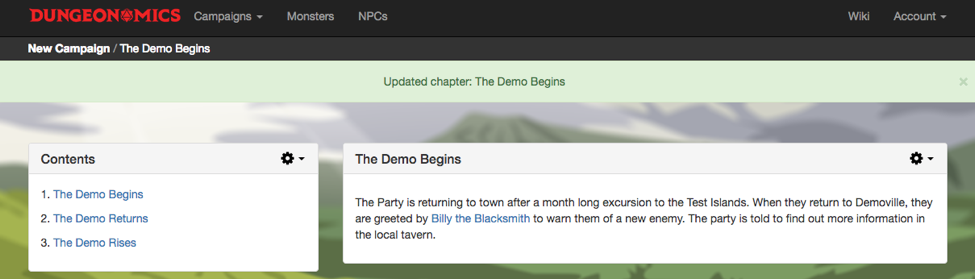 DUNGEONOMICS Campaigns Monsters NPCs Wiki Account
New Campaign / The Demo Begins
Updated chapter: The Demo Begins ×
Contents
1. The Demo Begins
2. The Demo Returns
3. The Demo Rises
The Demo Begins
The Party is returning to town after a month long excursion to the Test Islands. When they return to Demoville, they
are greeted by Billy the Blacksmith to warn them of a new enemy. The party is told to find out more information in
the local tavern.